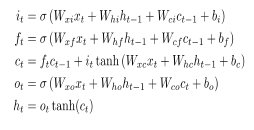 i_t = σ (W_{xi}x_t + W_{hi}h_{t−1} + W_{ci}c_{t−1} + b_i)
f_t = σ (W_{xf}x_t + W_{hf}h_{t−1} + W_{cf}c_{t−1} + b_f)
c_t = f_tc_{t−1} + i_t tanh (W_{xc}x_t + W_{hc}h_{t−1} + b_c)
o_t = σ (W_{xo}x_t + W_{ho}h_{t−1} + W_{co}c_t + b_o)
h_t = o_t tanh(c_t)